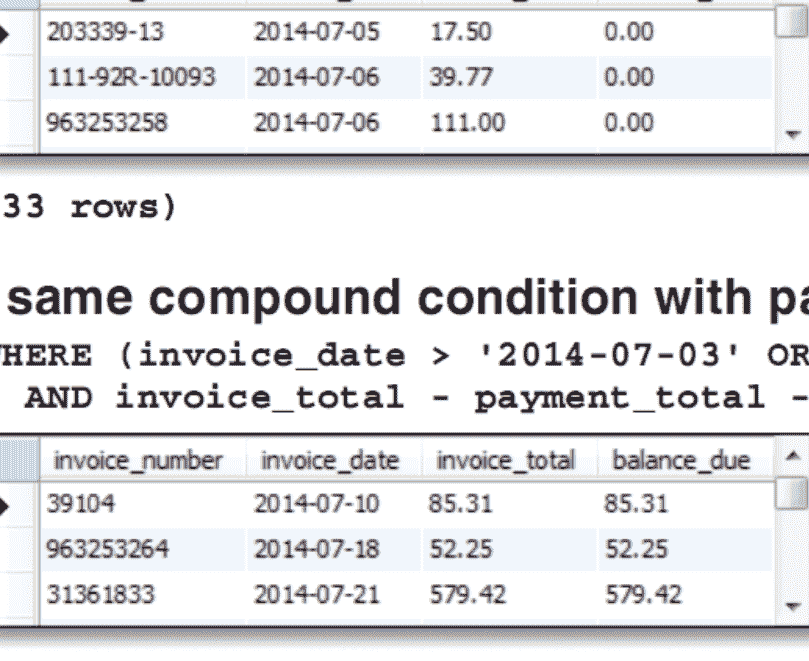 203339-13 2014-07-05 17.50 0.00
111-92R-10093 2014-07-06 39.77 0.00
963253258 2014-07-06 111.00 0.00
33 rows)
same compound condition with pa
HERE (invoice_date > '2014-07-03' OR
AND invoice_total - payment_total -
invoice_number invoice_date invoice_total balance_due
39104 2014-07-10 85.31 85.31
963253264 2014-07-18 52.25 52.25
31361833 2014-07-21 579.42 579.42